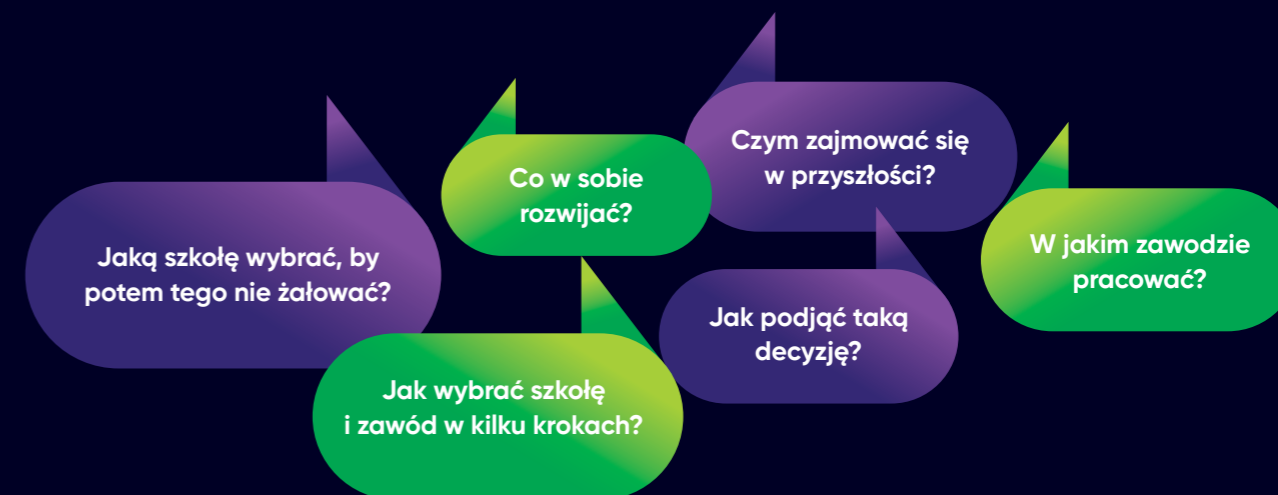 Jaką szkołę wybrać, by
potem tego nie żałować?
Co w sobie
rozwijać?
Czym zajmować się
w przyszłości?
W jakim zawodzie
pracować?
Jak wybrać szkołę
i zawód w kilku krokach?
Jak podjąć taką
decyzję?